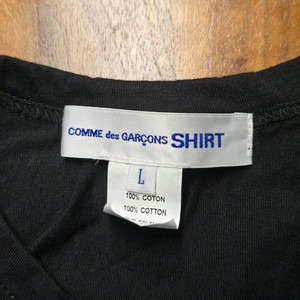 COMME des GARÇONS SHIRT
L
100% COTON
100% COTTON